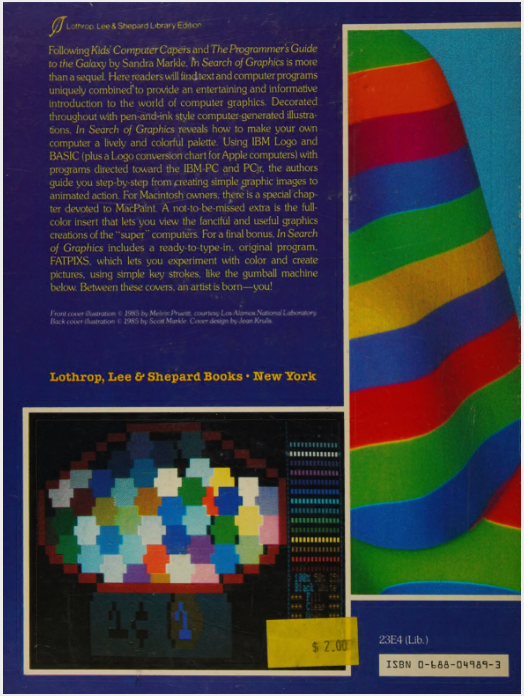 Lothrop, Lee & Shepard Library Edition
Following Kids' Computer Capers and The Programmer's Guide
to the Galaxy by Sandra Markle, In Search of Graphics is more
than a sequel. Here readers will find text and computer programs
uniquely combined to provide an entertaining and informative
introduction to the world of computer graphics. Decorated
throughout with pen-and-ink style computer-generated illustra-
tions, In Search of Graphics reveals how to make your own
computer a lively and colorful palette. Using IBM Logo and
BASIC (plus a Logo conversion chart for Apple computers) with
programs directed toward the IBM-PC and PCjr, the authors
guide you step-by-step from creating simple graphic images to
animated action. For Macintosh owners, there is a special chap-
ter devoted to MacPaint. A not-to-be-missed extra is the full-
color insert that lets you view the fanciful and useful graphics
creations of the "super" computers. For a final bonus, In Search
of Graphics includes a ready-to-type-in, original program,
FATPIXS, which lets you experiment with color and create
pictures, using simple key strokes, like the gumball machine
below. Between these covers, an artist is born—you!
Front cover illustration © 1985 by Melvin Prueitt, courtesy Los Alamos National Laboratory.
Back cover illustration © 1985 by Scott Markle. Cover design by Jean Krulis.
Lothrop, Lee & Shepard Books • New York
1¢
$ 2.00
23E4 (Lib.)
ISBN 0-688-04989-3